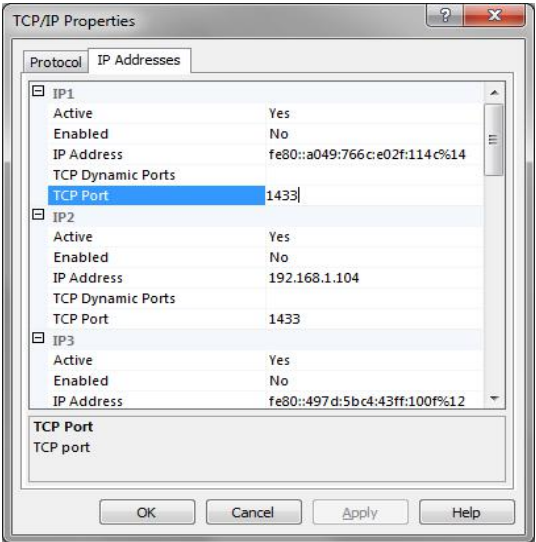 TCP/IP Properties
Protocol IP Addresses
IP1
Active Yes
Enabled No
IP Address fe80::a049:766c:e02f:114c%14
TCP Dynamic Ports
TCP Port 1433
IP2
Active Yes
Enabled No
IP Address 192.168.1.104
TCP Dynamic Ports
TCP Port 1433
IP3
Active Yes
Enabled No
IP Address fe80::497d:5bc4:43ff:100f%12
TCP Port
TCP port
OK Cancel Apply Help